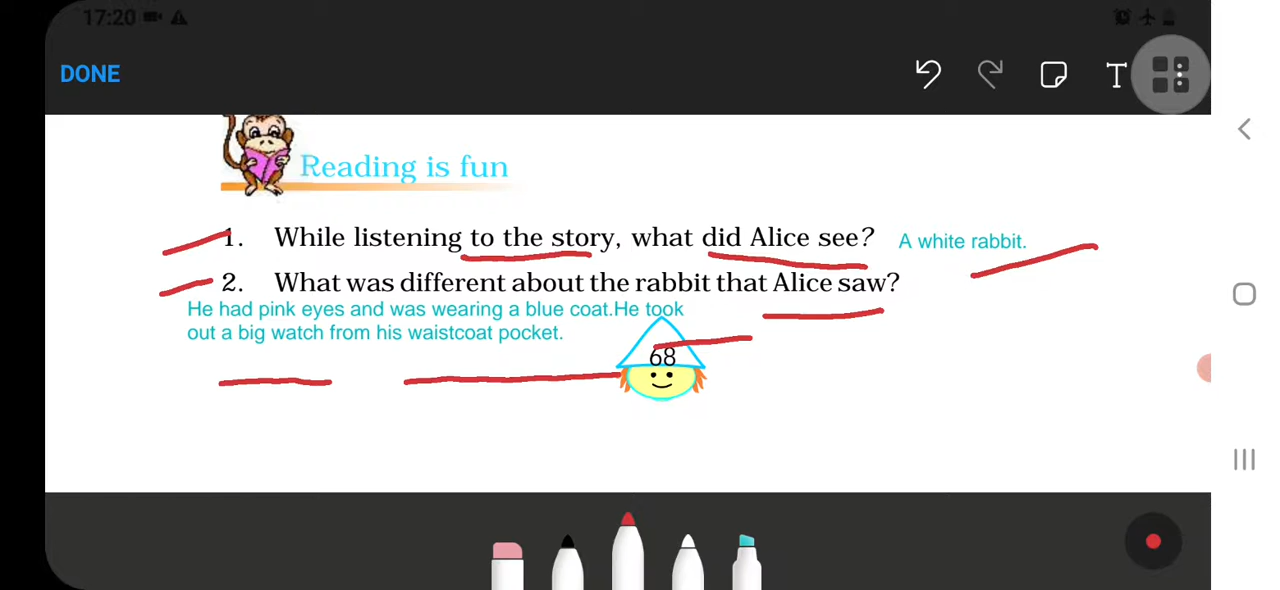 17:20
DONE
T
Reading is fun
1. While listening to the story, what did Alice see? A white rabbit.
2. What was different about the rabbit that Alice saw?
He had pink eyes and was wearing a blue coat.He took
out a big watch from his waistcoat pocket.
68